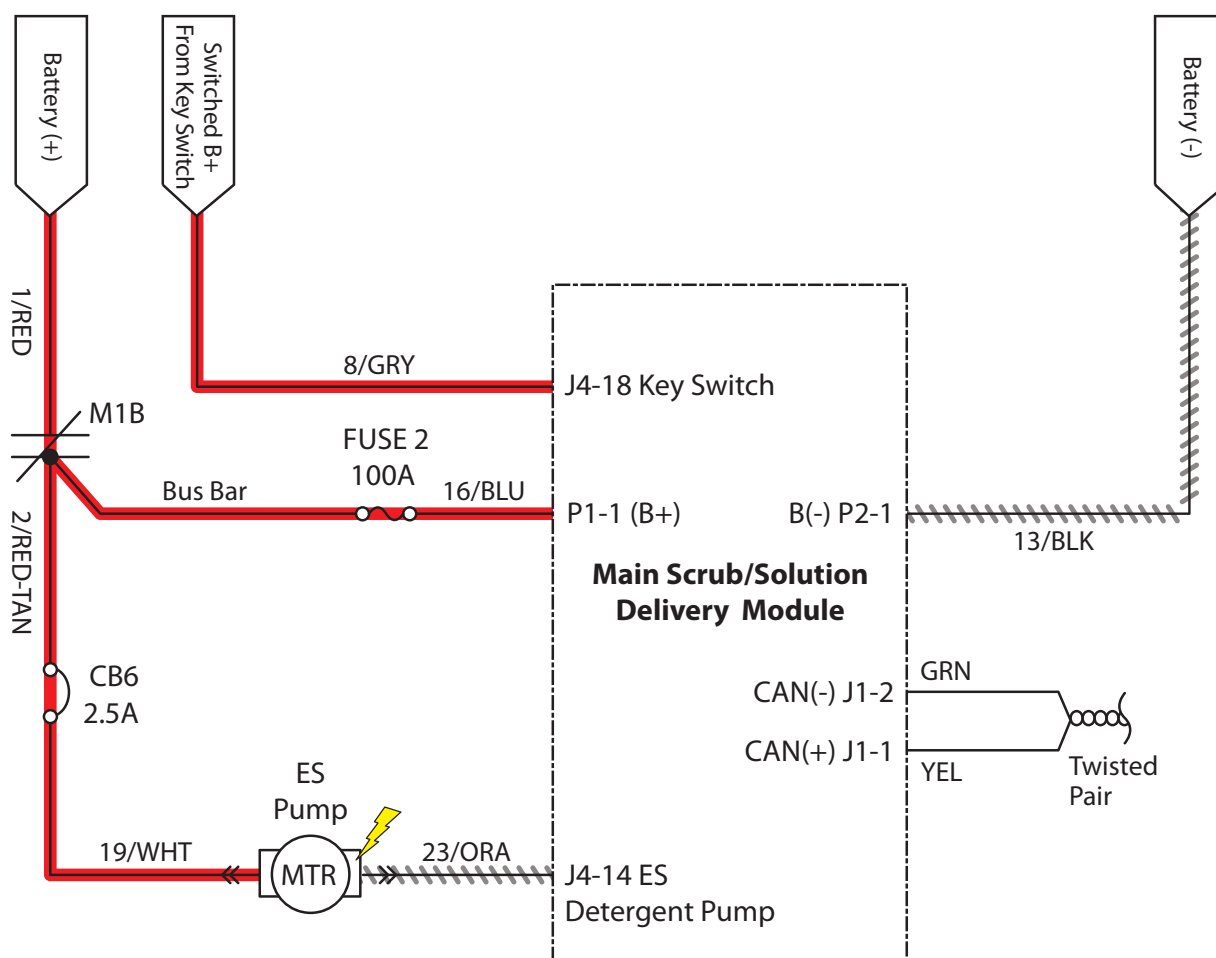 Battery (+)
Switched B+
From Key Switch
Battery (-)
1/RED
8/GRY
J4-18 Key Switch
M1B
FUSE 2
100A
Bus Bar
16/BLU
P1-1 (B+)
B(-) P2-1
13/BLK
2/RED-TAN
Main Scrub/Solution
Delivery Module
CB6
2.5A
CAN(-) J1-2
GRN
CAN(+) J1-1
YEL
Twisted
Pair
ES
Pump
19/WHT
MTR
23/ORA
J4-14 ES
Detergent Pump